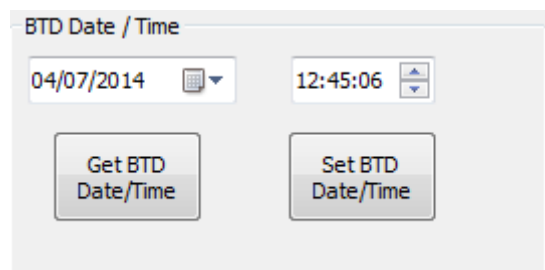 BTD Date / Time
04/07/2014
12:45:06
Get BTD
Date/Time
Set BTD
Date/Time